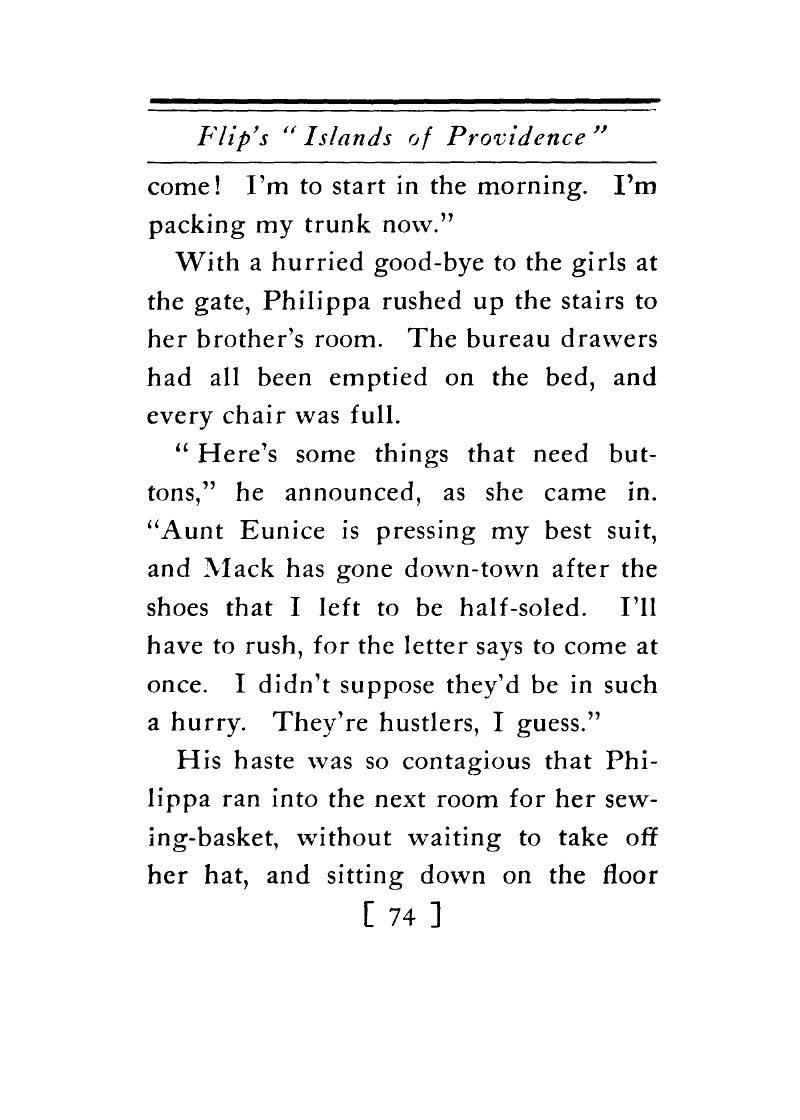 Flip's " Islands of Providence "
come! I'm to start in the morning. I'm
packing my trunk now."
With a hurried good-bye to the girls at
the gate, Philippa rushed up the stairs to
her brother's room. The bureau drawers
had all been emptied on the bed, and
every chair was full.
" Here's some things that need but-
tons," he announced, as she came in.
"Aunt Eunice is pressing my best suit,
and Mack has gone down-town after the
shoes that I left to be half-soled. I'll
have to rush, for the letter says to come at
once. I didn't suppose they'd be in such
a hurry. They're hustlers, I guess."
His haste was so contagious that Phi-
lippa ran into the next room for her sew-
ing-basket, without waiting to take off
her hat, and sitting down on the floor
[ 74 ]